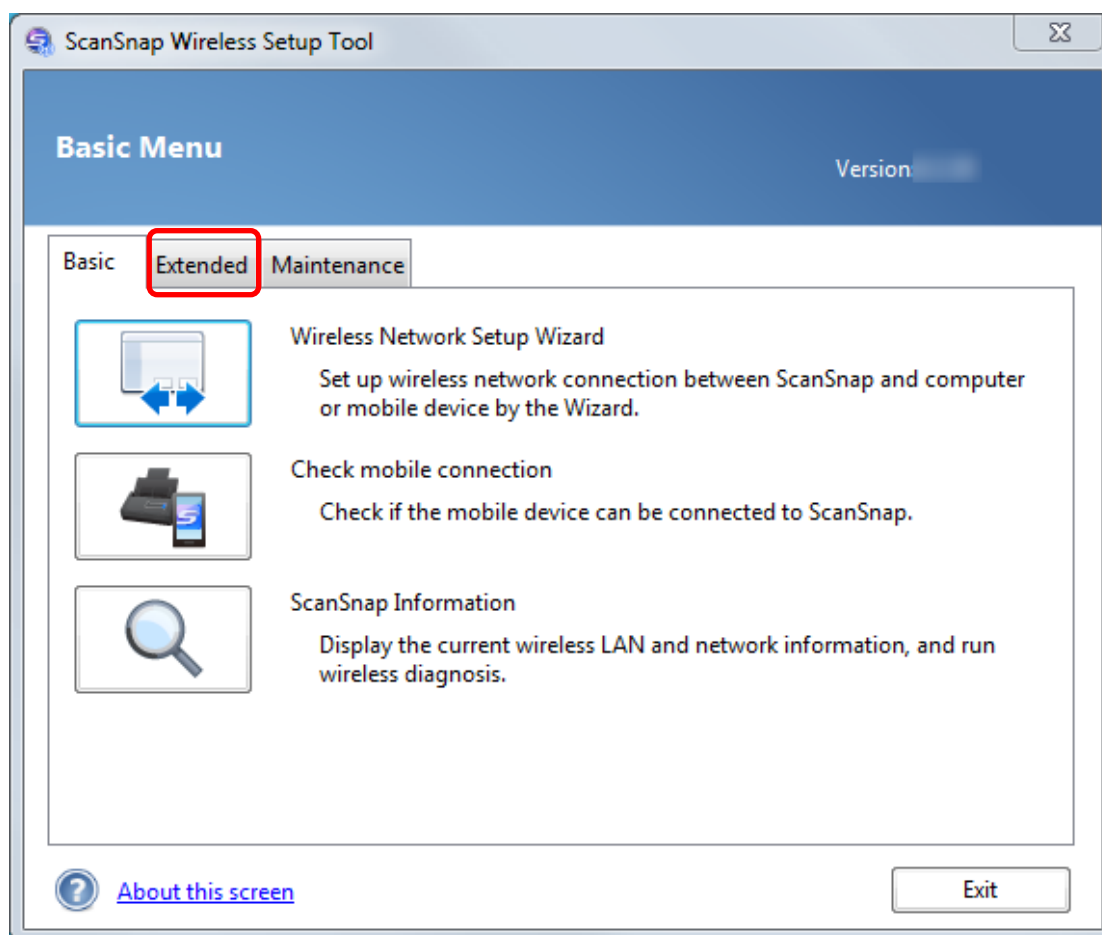 ScanSnap Wireless Setup Tool
Basic Menu
Version:
Basic Extended Maintenance
Wireless Network Setup Wizard
Set up wireless network connection between ScanSnap and computer
or mobile device by the Wizard.
Check mobile connection
Check if the mobile device can be connected to ScanSnap.
ScanSnap Information
Display the current wireless LAN and network information, and run
wireless diagnosis.
About this screen
Exit